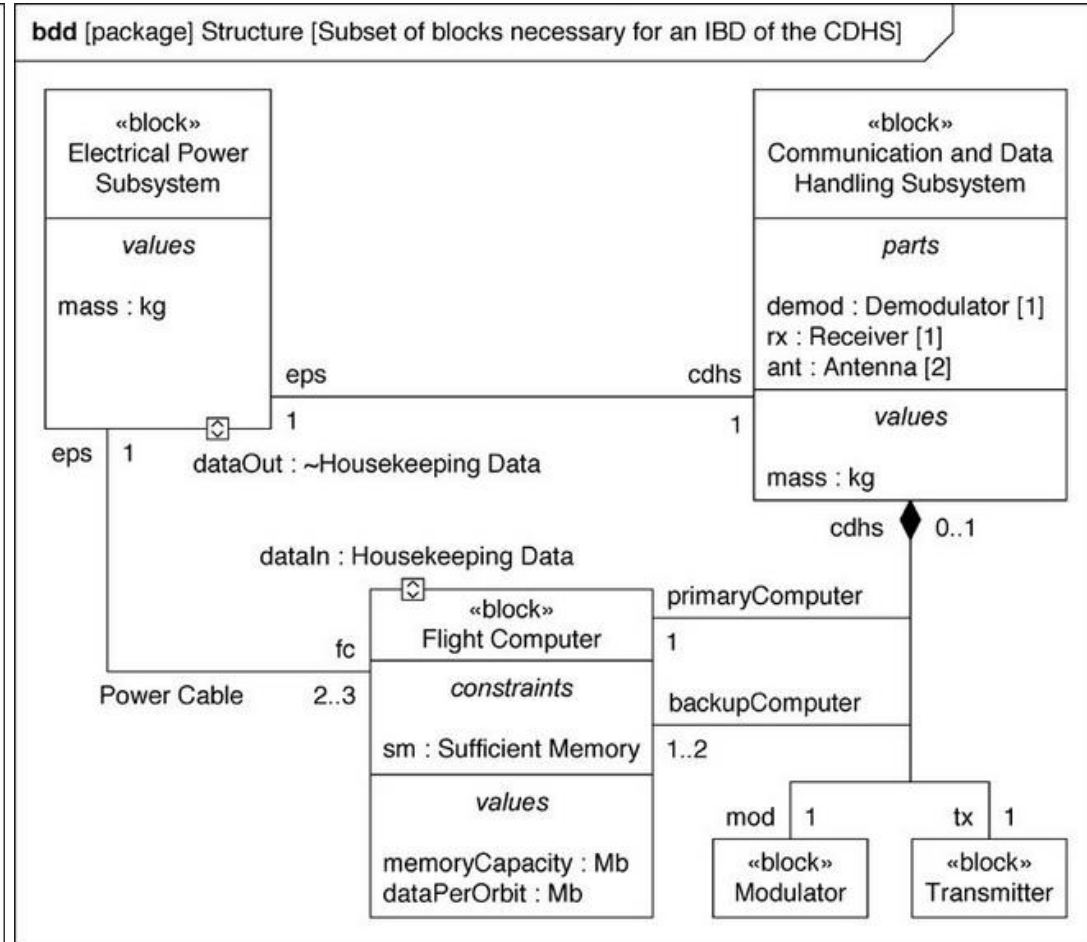 bdd [package] Structure [Subset of blocks necessary for an IBD of the CDHS]
«block»
Electrical Power
Subsystem
values
mass : kg
«block»
Communication and Data
Handling Subsystem
parts
demod : Demodulator [1]
rx : Receiver [1]
ant : Antenna [2]
values
mass : kg
eps
1
cdhs
1
eps
1
dataOut : ~Housekeeping Data
cdhs
0..1
dataIn : Housekeeping Data
«block»
Flight Computer
constraints
sm : Sufficient Memory
values
memoryCapacity : Mb
dataPerOrbit : Mb
fc
Power Cable
2..3
primaryComputer
1
backupComputer
1..2
mod
1
tx
1
«block»
Modulator
«block»
Transmitter